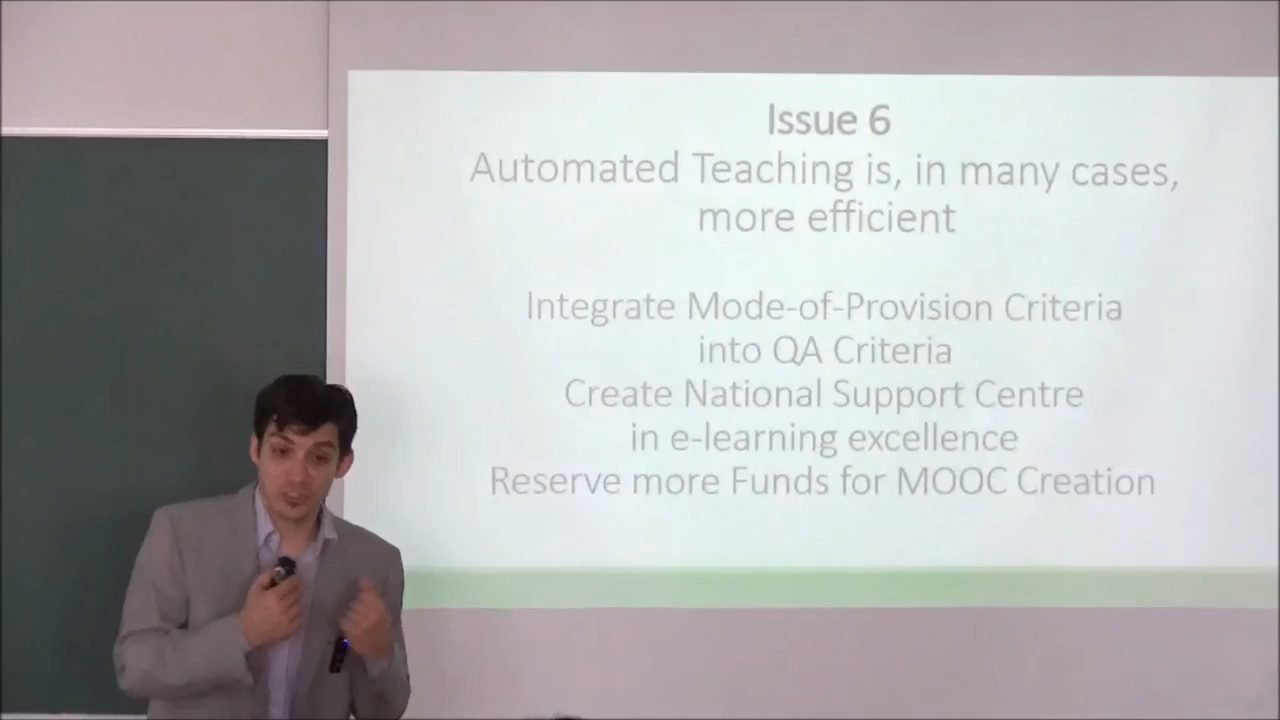 Issue 6
Automated Teaching is, in many cases,
more efficient
Integrate Mode-of-Provision Criteria
into QA Criteria
Create National Support Centre
in e-learning excellence
Reserve more Funds for MOOC Creation